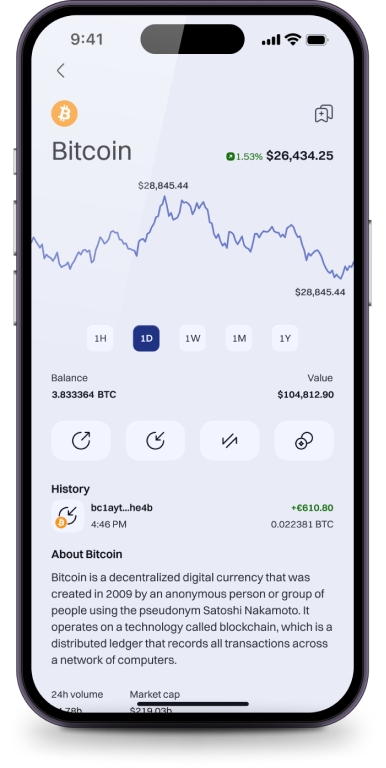 9:41
Bitcoin
1.53% $26,434.25
$28,845.44
$28,845.44
1H 1D 1W 1M 1Y
Balance Value
3.833364 BTC $104,812.90
History
bc1ayt...he4b +€610.80
4:46 PM 0.022381 BTC
About Bitcoin
Bitcoin is a decentralized digital currency that was
created in 2009 by an anonymous person or group of
people using the pseudonym Satoshi Nakamoto. It
operates on a technology called blockchain, which is a
distributed ledger that records all transactions across
a network of computers.
24h volume Market cap
$219.03b